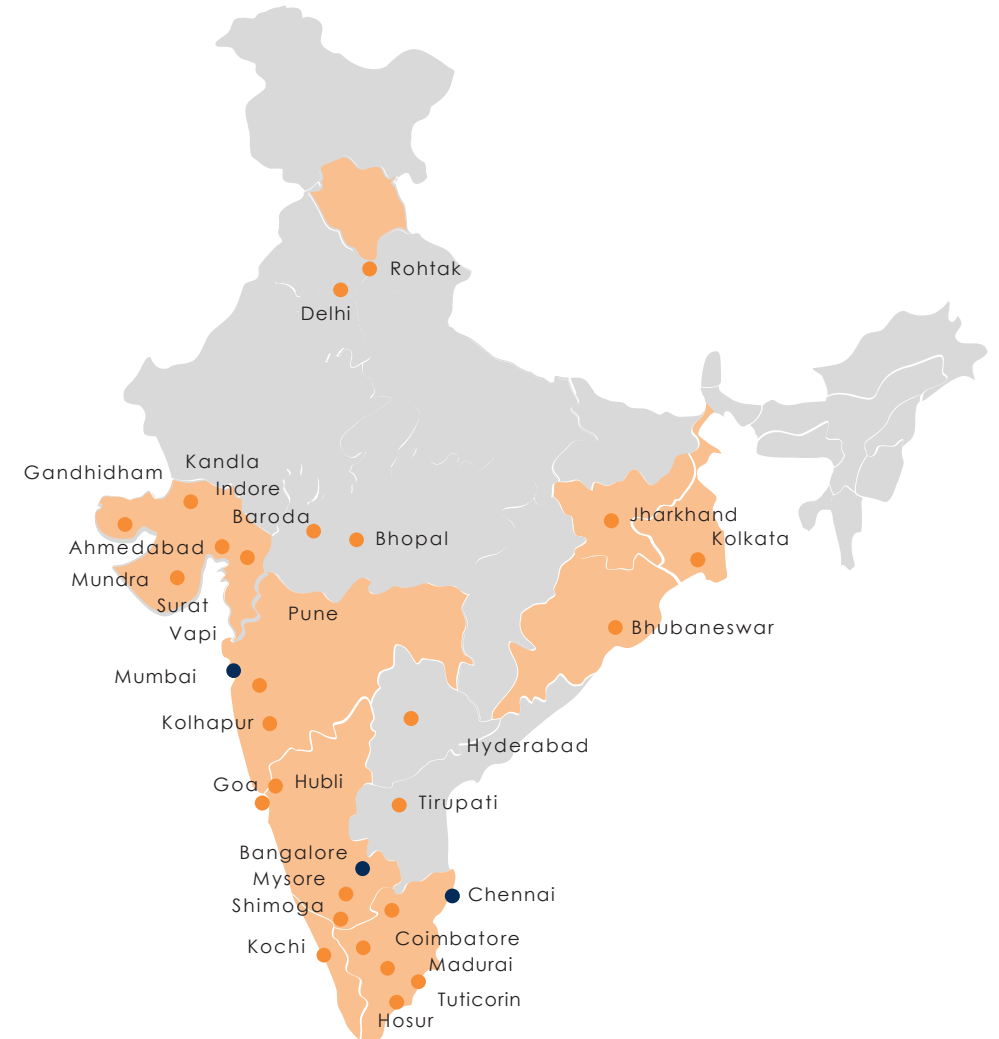 Rohtak
Delhi
Kandla
Gandhidham
Indore
Baroda
Jharkhand
Bhopal
Kolkata
Ahmedabad
Mundra
Surat
Pune
Vapi
Bhubaneswar
Mumbai
Kolhapur
Hyderabad
Goa
Hubli
Tirupati
Bangalore
Mysore
Chennai
Shimoga
Coimbatore
Kochi
Madurai
Tuticorin
Hosur